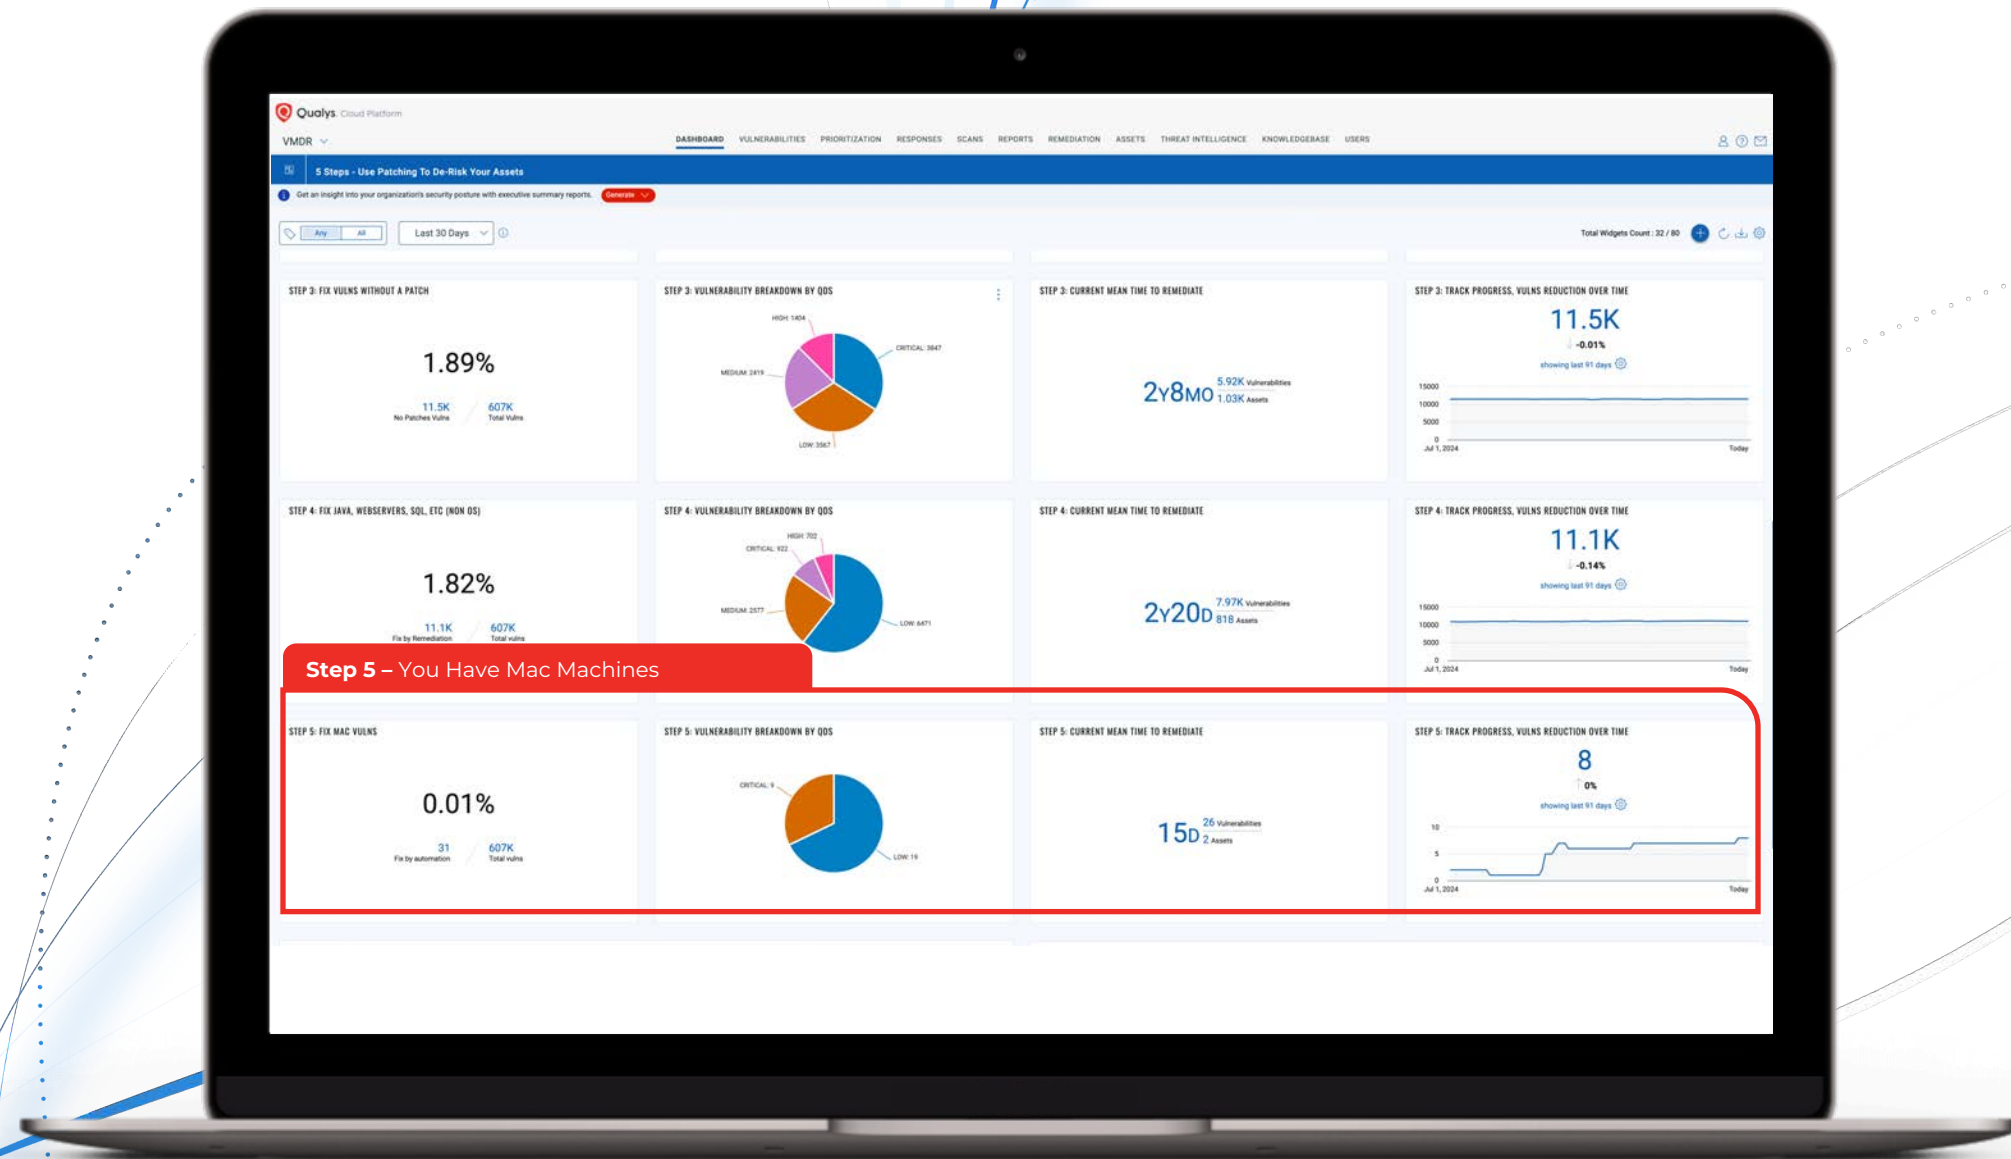 Qualys. Cloud Platform
VMDR
DASHBOARD VULNERABILITIES PRIORITIZATION RESPONSES SCANS REPORTS REMEDIATION ASSETS THREAT INTELLIGENCE KNOWLEDGEBASE USERS
5 Steps - Use Patching To De-Risk Your Assets
Get an insight into your organization's security posture with executive summary reports. Generate
Any All Last 30 Days
Total Widgets Count : 32 / 80
STEP 3: FIX VULNS WITHOUT A PATCH
1.89%
11.5K 607K
No Patches Vulns Total Vulns
STEP 3: VULNERABILITY BREAKDOWN BY QDS
HIGH: 1404
CRITICAL: 3947
MEDIUM: 2419
LOW: 3567
STEP 3: CURRENT MEAN TIME TO REMEDIATE
2Y8MO 5.92K Vulnerabilities
1.03K Assets
STEP 3: TRACK PROGRESS, VULNS REDUCTION OVER TIME
11.5K
-0.01%
showing last 91 days
15000
10000
5000
0
Jul 1, 2024 Today
STEP 4: FIX JAVA, WEBSERVERS, SQL, ETC (NON OS)
1.82%
11.1K 607K
Fix by Remediation Total vulns
STEP 4: VULNERABILITY BREAKDOWN BY QDS
HIGH: 702
CRITICAL: 922
MEDIUM: 2577
LOW: 6471
STEP 4: CURRENT MEAN TIME TO REMEDIATE
2Y20D 7.97K Vulnerabilities
818 Assets
STEP 4: TRACK PROGRESS, VULNS REDUCTION OVER TIME
11.1K
-0.14%
showing last 91 days
15000
10000
5000
0
Jul 1, 2024 Today
Step 5 – You Have Mac Machines
STEP 5: FIX MAC VULNS
0.01%
31 607K
Fix by automation Total vulns
STEP 5: VULNERABILITY BREAKDOWN BY QDS
CRITICAL: 9
LOW: 19
STEP 5: CURRENT MEAN TIME TO REMEDIATE
15D 26 Vulnerabilities
2 Assets
STEP 5: TRACK PROGRESS, VULNS REDUCTION OVER TIME
8
0%
showing last 91 days
10
5
0
Jul 1, 2024 Today